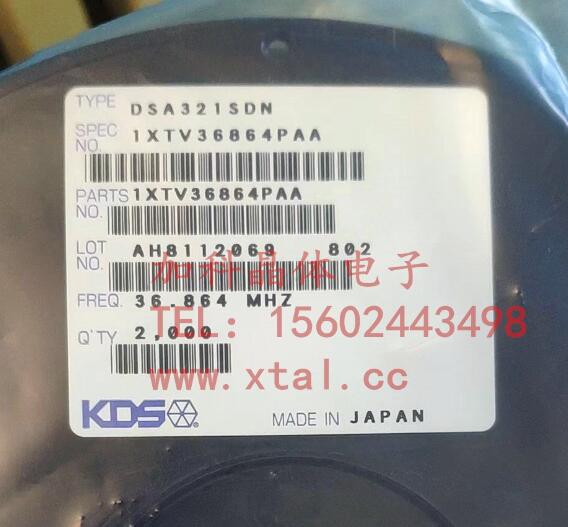 TYPE DSA321SDN
SPEC NO. 1XTV36864PAA
PARTS NO. 1XTV36864PAA
LOT NO. AH8112069 802
加科晶体电子
FREQ. 36.864 MHZ
TEL：15602443498
Q'TY 2,000
www.xtal.cc
KDS
MADE IN JAPAN